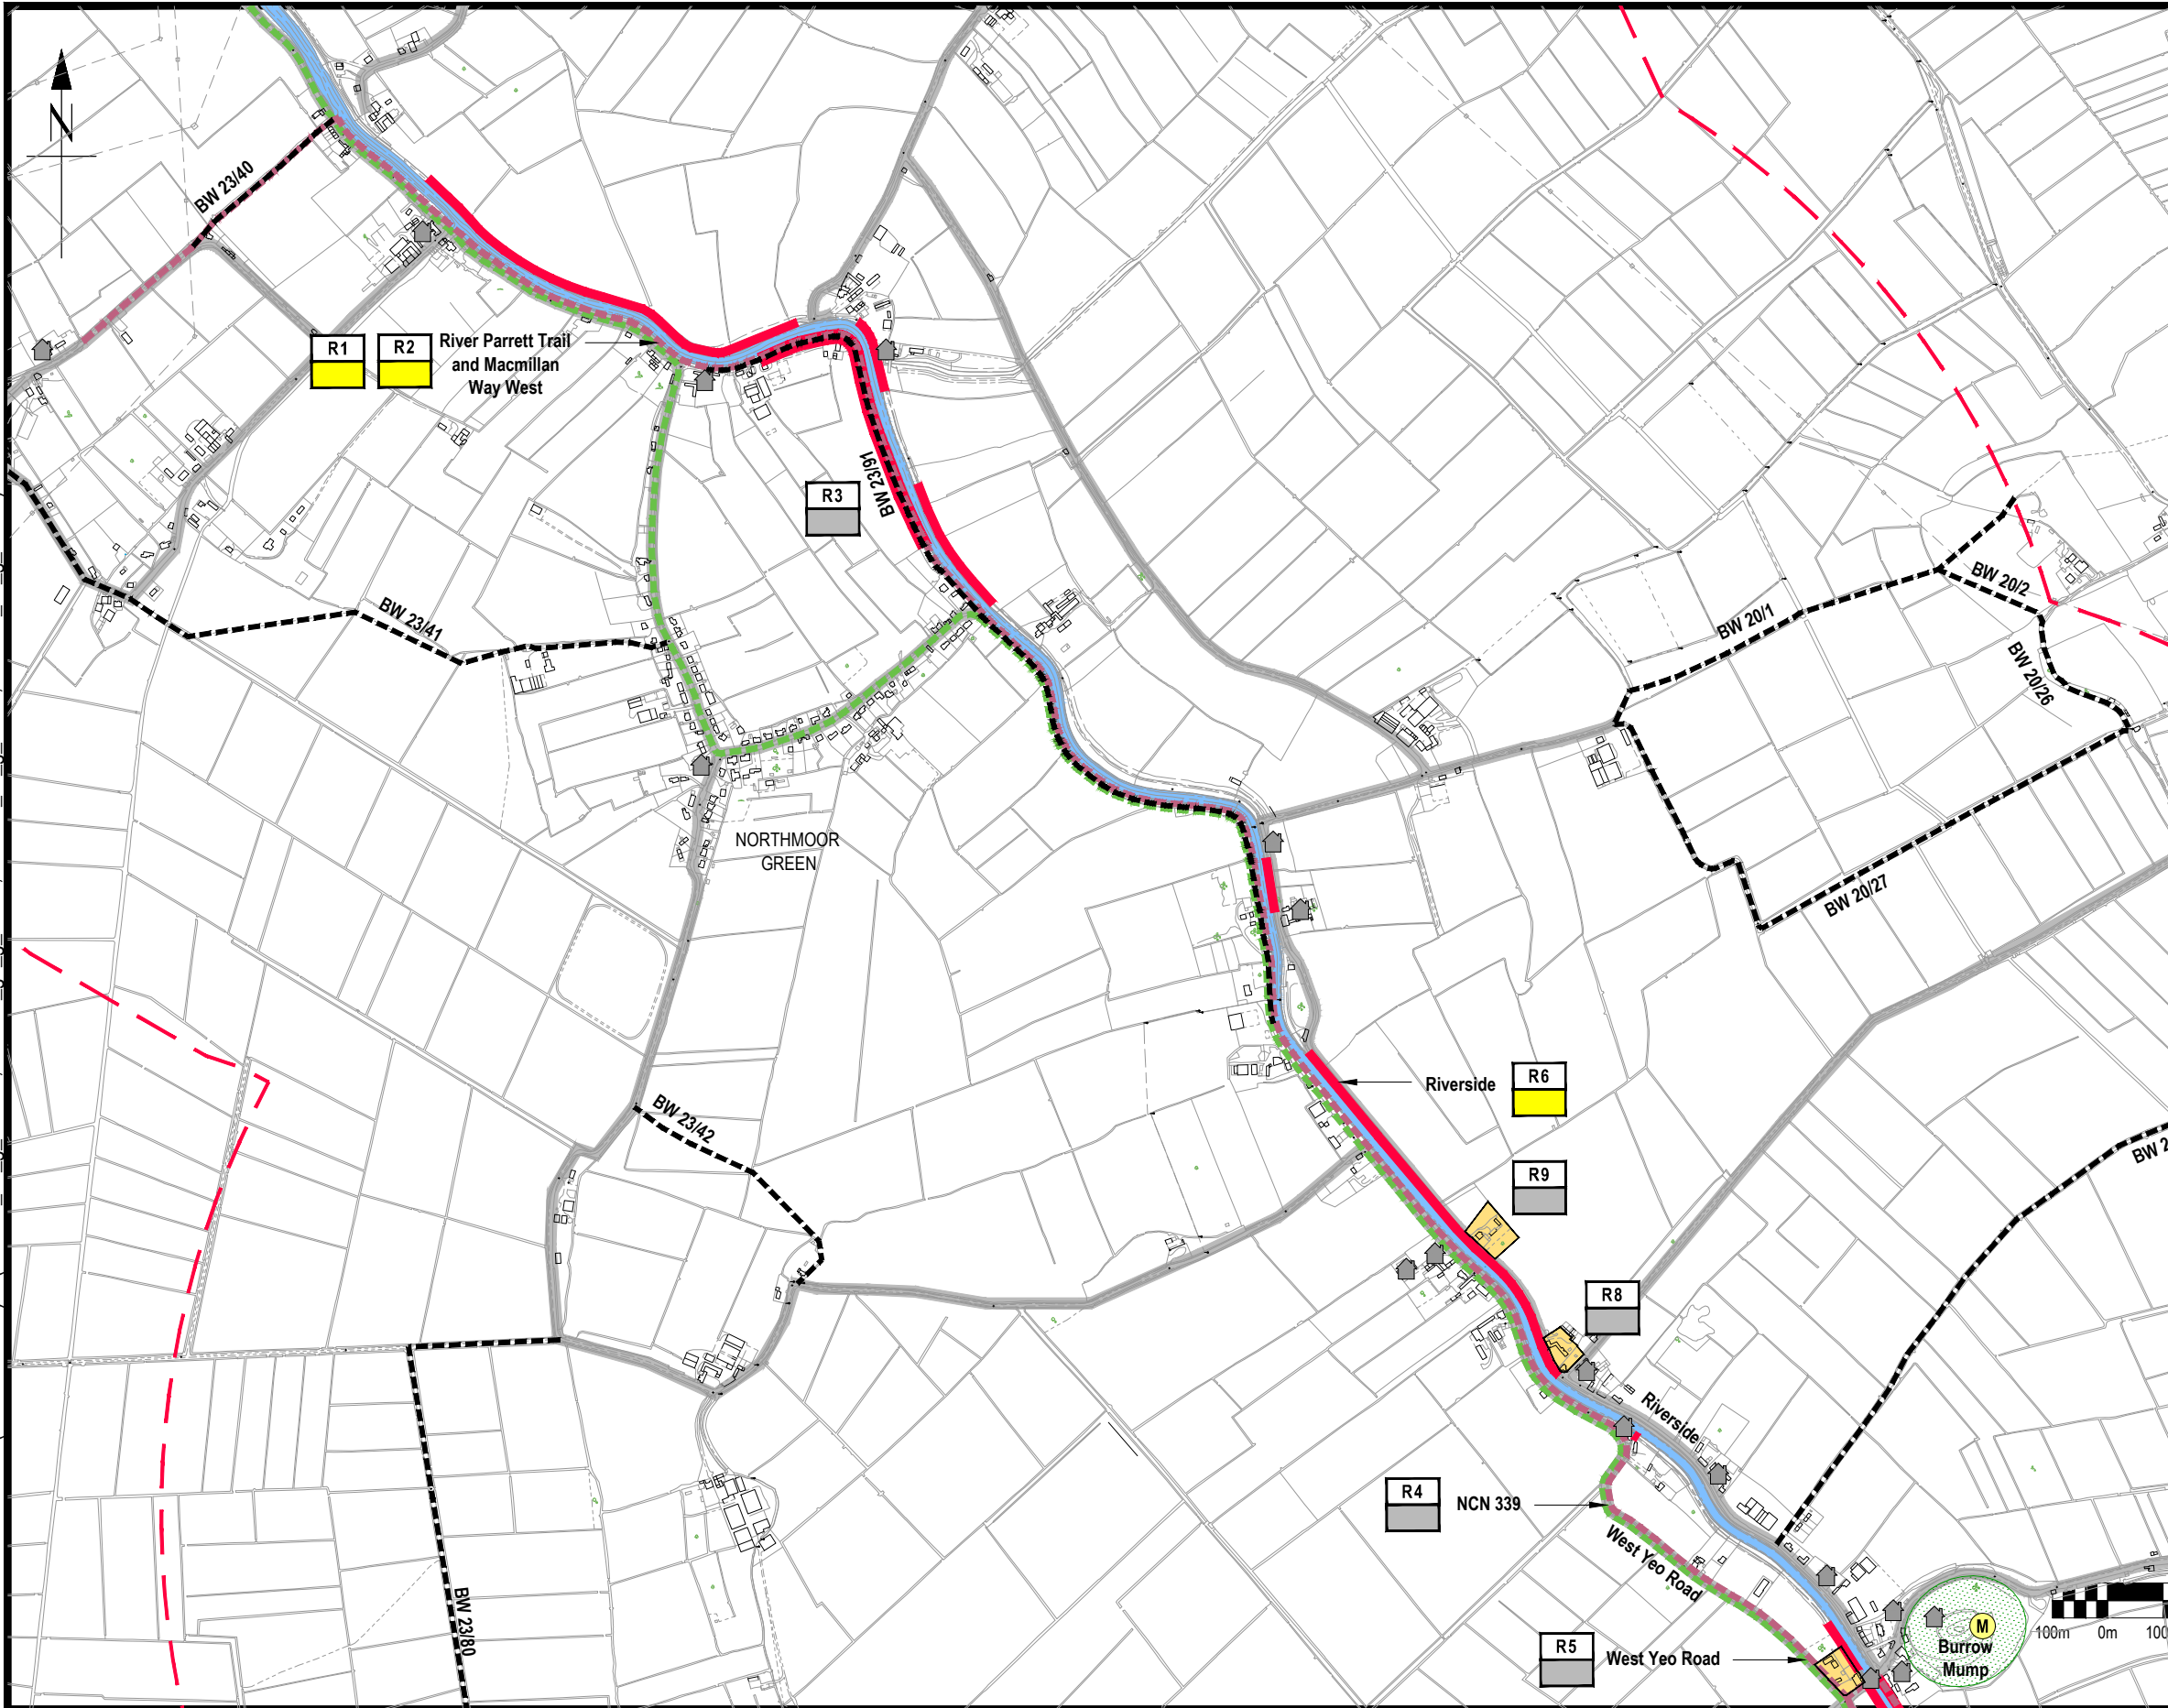 N
BW 23/40
R1
R2
River Parrett Trail
and Macmillan
Way West
R3
BW 23/91
BW 23/41
BW 20/2
BW 20/1
BW 20/26
NORTHMOOR
GREEN
BW 20/27
Riverside
R6
BW 23/42
BW 2
R9
R8
Riverside
R4
NCN 339
West Yeo Road
BW 23/80
R5
West Yeo Road
M
Burrow
Mump
100m
0m
100